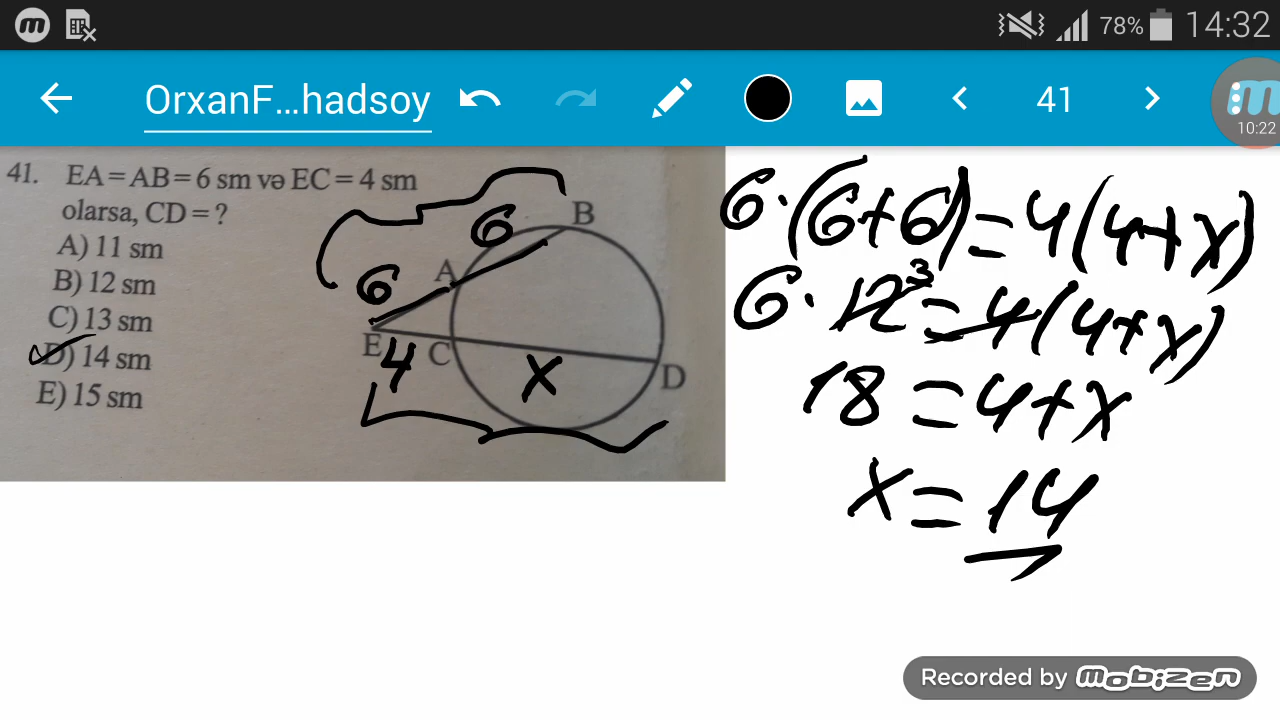 78% 14:32
OrxanF...hadsoy 41
10:22
41. EA=AB=6 sm və EC=4 sm
olarsa, CD=?
A) 11 sm
B) 12 sm
C) 13 sm
D) 14 sm
E) 15 sm
6
B
A
6
E
4
C
X
D
6·(6+6)=4(4+x)
6·12³=4(4+x)
18=4+x
x=14
Recorded by mobizen